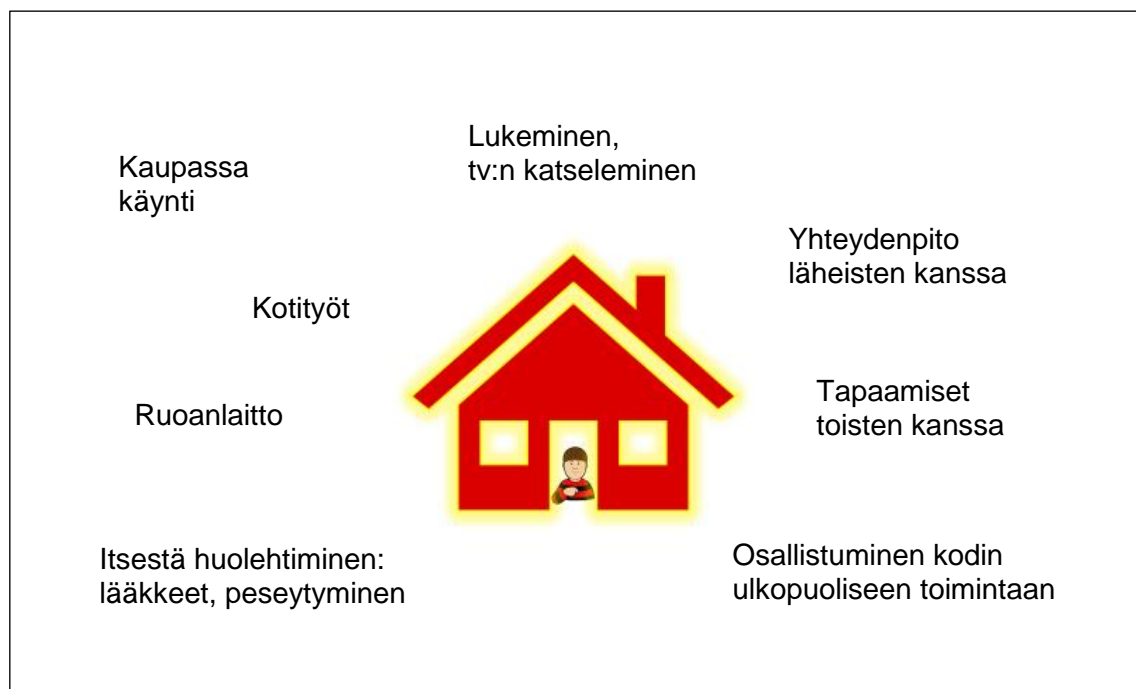 Lukeminen,
tv:n katseleminen
Kaupassa
käynti
Yhteydenpito
läheisten kanssa
Kotityöt
Tapaamiset
toisten kanssa
Ruoanlaitto
Itsestä huolehtiminen:
lääkkeet, peseytyminen
Osallistuminen kodin
ulkopuoliseen toimintaan